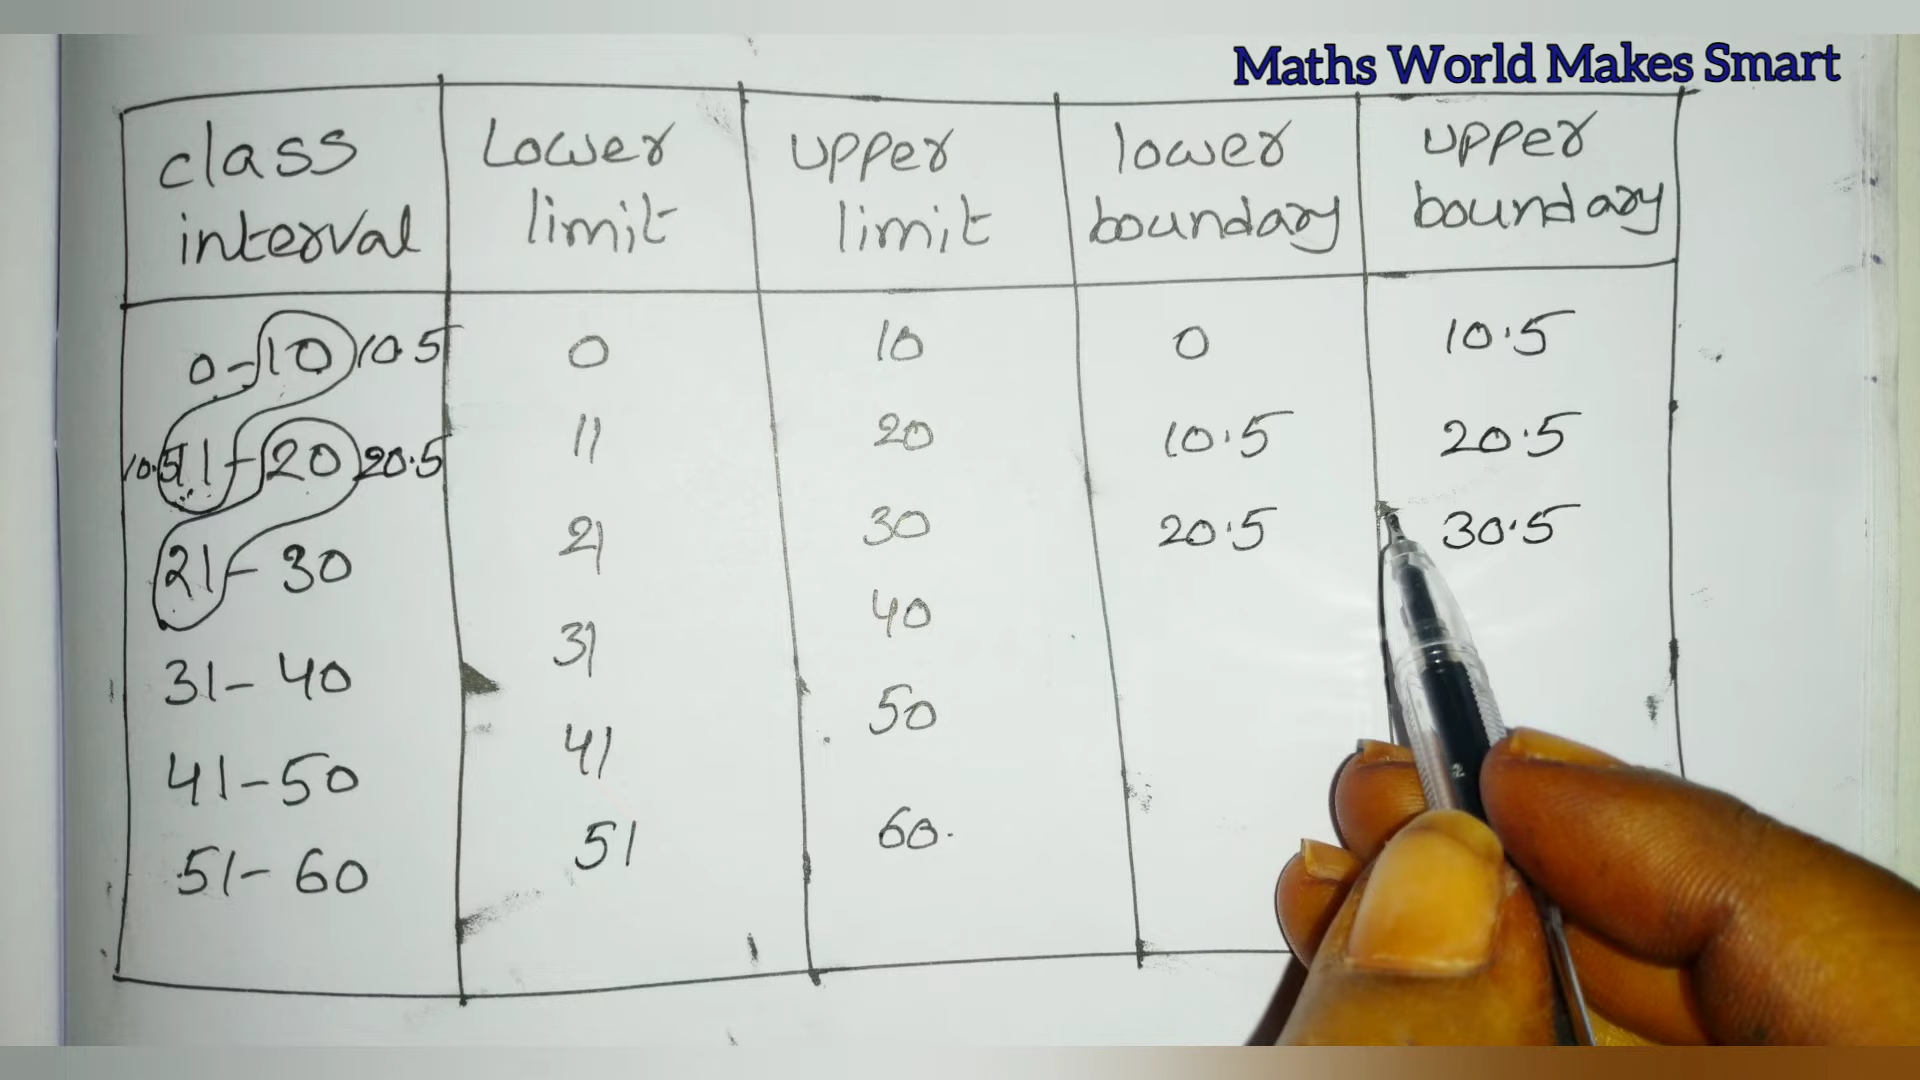 Maths World Makes Smart
class interval Lower limit upper limit lower boundary upper boundary
0-10 10.5 0 10 0 10.5
10.5 11-20 20.5 11 20 10.5 20.5
21-30 21 30 20.5 30.5
31-40 31 40
41-50 41 50
51-60 51 60.